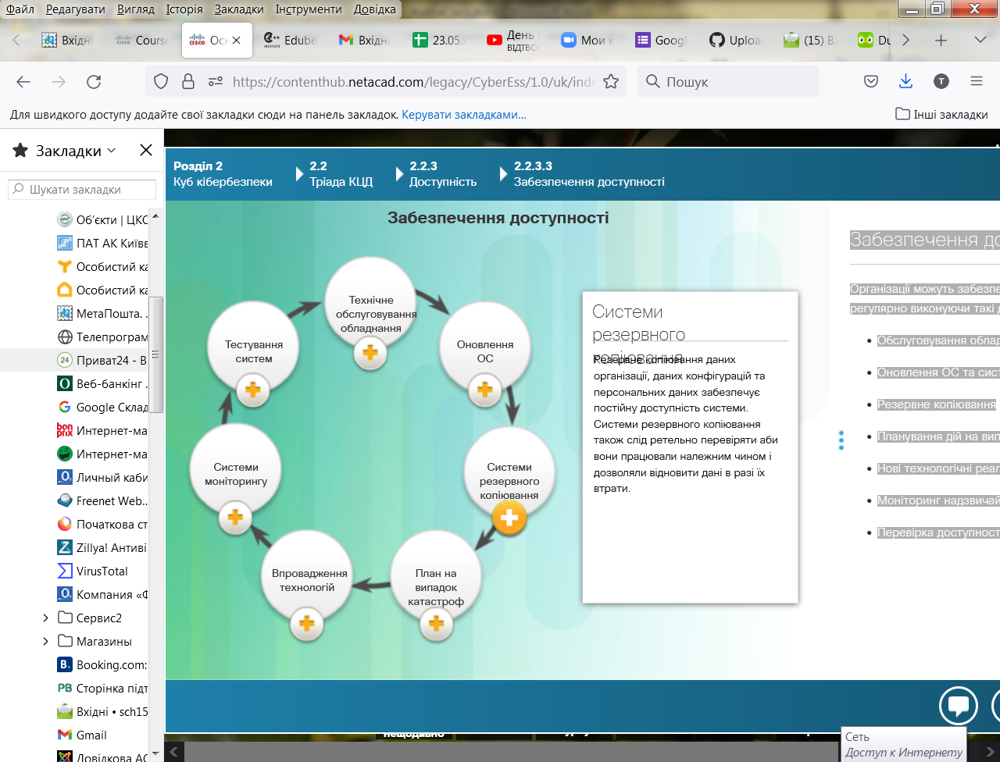 Файл Редагувати Вигляд Історія Закладки Інструменти Довідка
Вхідні
Course
Осн
Edube
Вхідні
23.05.
День
ВІДТВО
Мои к
Googl
Uploa
(15) В
Du
https://contenthub.netacad.com/legacy/CyberEss/1.0/uk/inde
Пошук
T
Для швидкого доступу додайте свої закладки сюди на панель закладок. Керувати закладками...
Інші закладки
Закладки
Шукати закладки
Об'єкти | ЦКС
ПАТ АК Київв
Особистий ка
Особистий ка
МетаПошта. .
Телепрограм
24
Приват24 - В
Веб-банкінг .
Google Склад
Интернет-ма
Интернет-ма
Личный каби
Freenet Web..
Початкова ст
Zillya! Антиві
VirusTotal
Компания «Ф
Сервис2
Магазины
Booking.com:
Сторінка підт
Вхідні • sch15
Gmail
Довідкова АС
Розділ 2
Куб кібербезпеки
2.2
Тріада КЦД
2.2.3
Доступність
2.2.3.3
Забезпечення доступності
Забезпечення доступності
Технічне
обслуговування
обладнання
Оновлення
ОС
Системи
резервного
копіювання
План на
випадок
катастроф
Впровадження
технологій
Системи
моніторингу
Тестування
систем
Системи
резервного
копіювання
Резервне копіювання даних
організації, даних конфігурацій та
персональних даних забезпечує
постійну доступність системи.
Системи резервного копіювання
також слід ретельно перевіряти аби
вони працювали належним чином і
дозволяли відновити дані в разі їх
втрати.
Забезпечення до
Організації можуть забезпе
регулярно виконуючи такі д
• Обслуговування облад
• Оновлення ОС та сист
• Резервне копіювання
• Планування дій на вип
• Нові технологічні реал
• Моніторинг надзвичай
• Перевірка доступност
нещодавно
Сеть
Доступ к Интернету